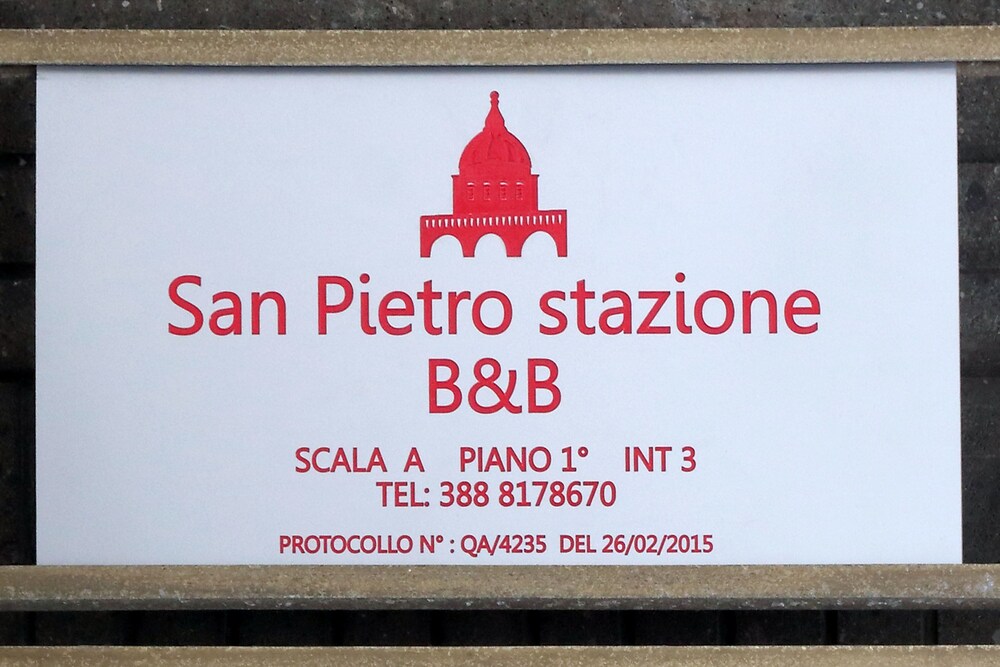 San Pietro stazione
B&B
SCALA A PIANO 1° INT 3
TEL: 388 8178670
PROTOCOLLO N° : QA/4235 DEL 26/02/2015